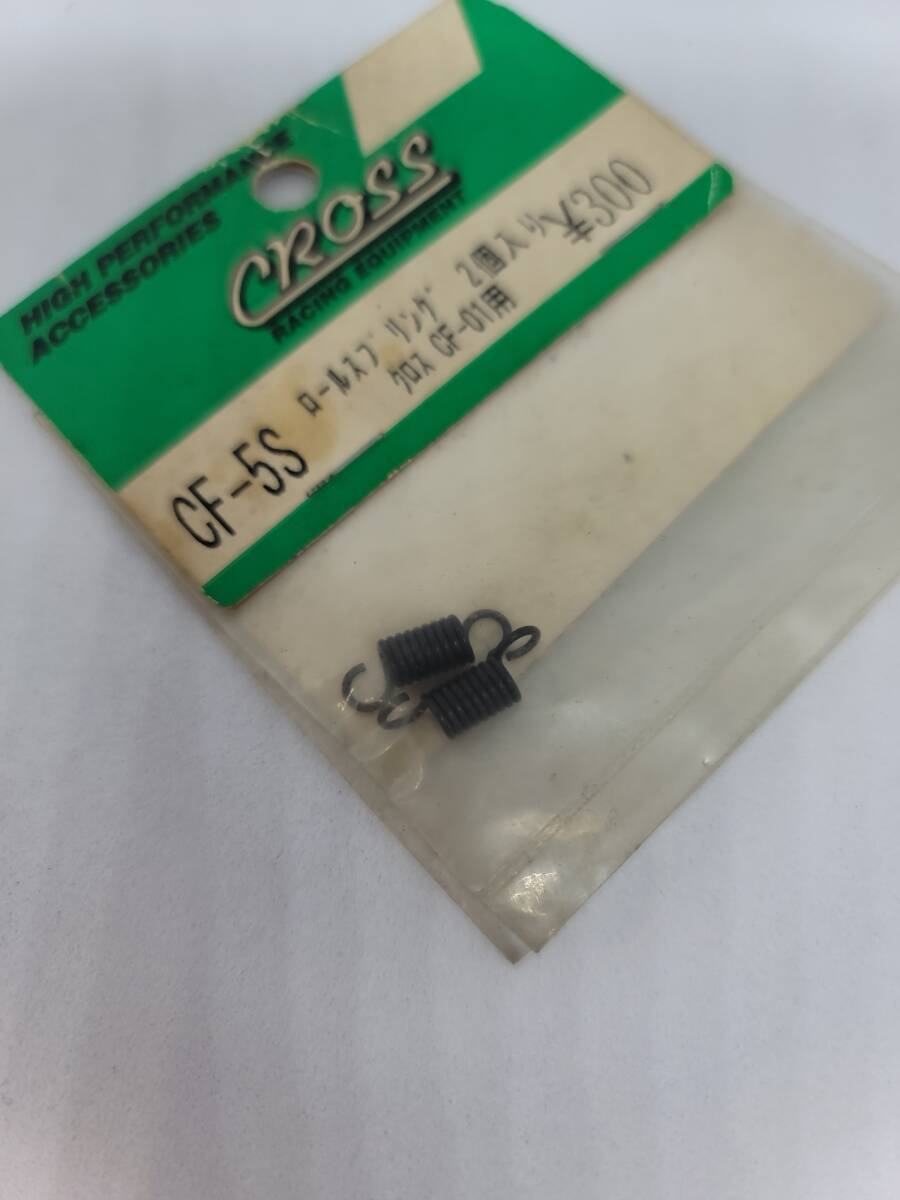 HIGH PERFORMANCE
ACCESSORIES
CROSS
RACING EQUIPMENT
CF-5S ロールスプリング 2個入り ¥300
クロス CF-01用